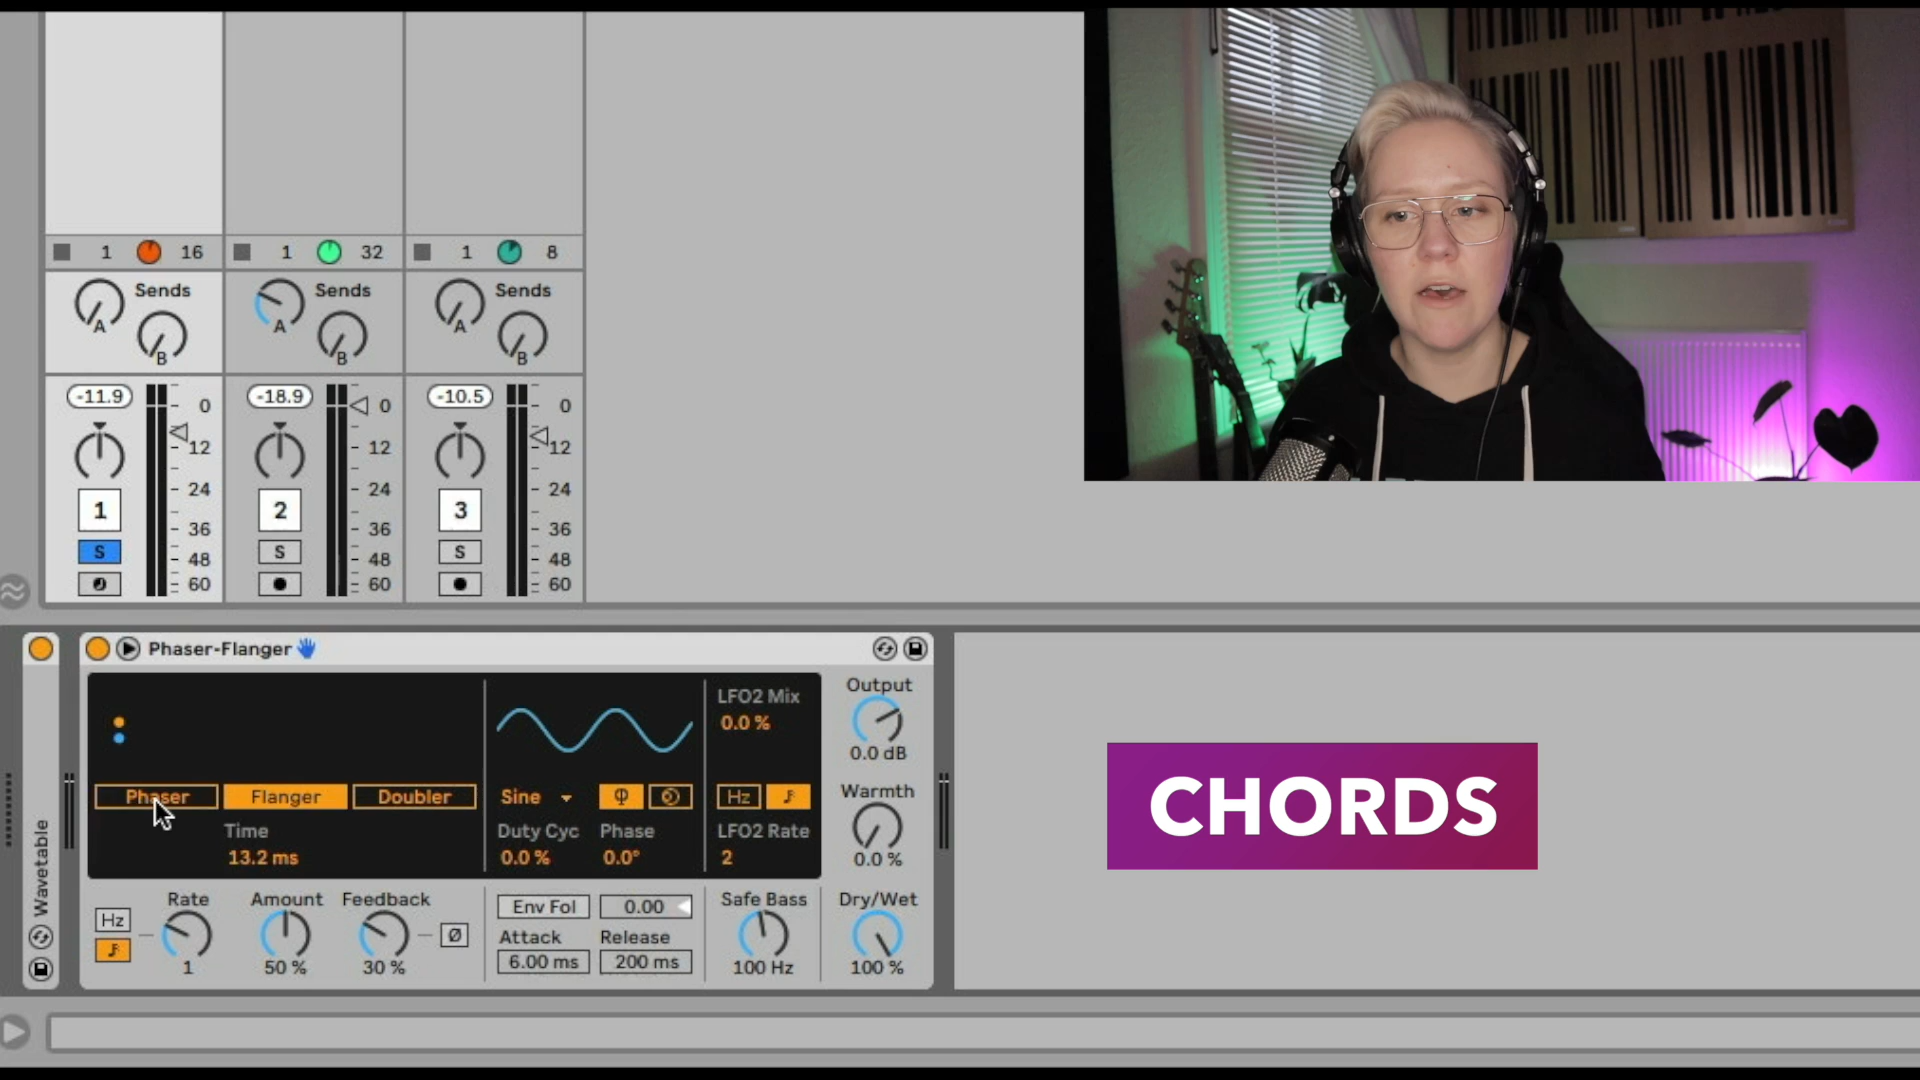 1 16 1 32 1 8
Sends Sends Sends
A B A B A B
-11.9 -18.9 -10.5
0 0 0
12 12 12
24 24 24
1 2 3
36 36 36
S S S
48 48 48
60 60 60
Phaser-Flanger
Wavetable
Phaser Flanger Doubler
Time
13.2 ms
Sine
Duty Cyc Phase
0.0 % 0.0°
LFO2 Mix
0.0 %
Hz
LFO2 Rate
2
Output
0.0 dB
Warmth
0.0 %
Hz
Rate Amount Feedback
Ø
1 50 % 30 %
Env Fol 0.00
Attack Release
6.00 ms 200 ms
Safe Bass
100 Hz
Dry/Wet
100 %
CHORDS